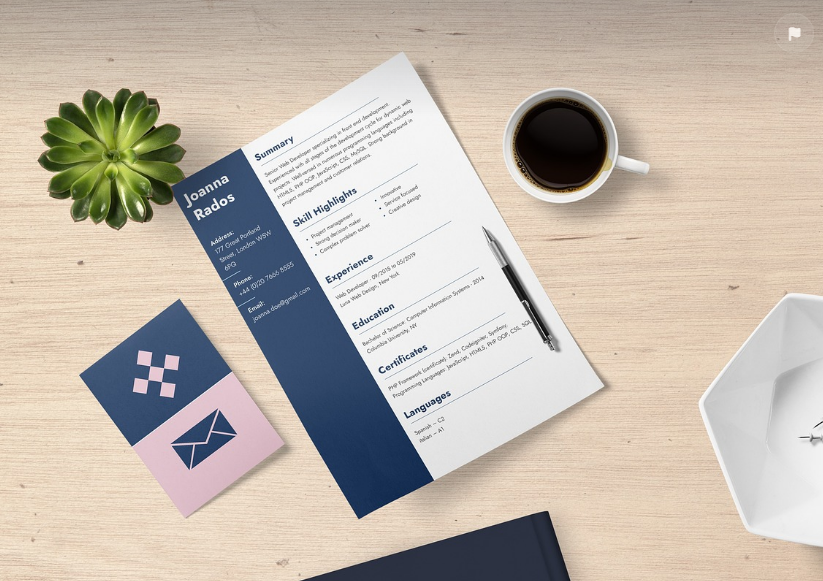 Joanna
Rados
Address:
177 Great Portland
Street, London W5W
6PQ
Phone:
+44 (0)20 7666 8555
Email:
joanna.doe@gmail.com
Summary
Senior Web Developer specializing in front end development.
Experienced with all stages of the development cycle for dynamic web
projects. Well-versed in numerous programming languages including
HTML5, PHP OOP, JavaScript, CSS, MySQL. Strong background in
project management and customer relations.
Skill Highlights
• Project management
• Strong decision maker
• Complex problem solver
• Innovative
• Service focused
• Creative design
Experience
Web Developer - 09/2015 to 05/2019
Luna Web Design, New York
Education
Bachelor of Science: Computer Information Systems - 2014
Columbia University, NY
Certificates
PHP Framework (certificate): Zend, Codeigniter, Symfony.
Programming Languages: JavaScript, HTML5, PHP OOP, CSS, SQL,
Languages
Spanish – C2
Italian – A1